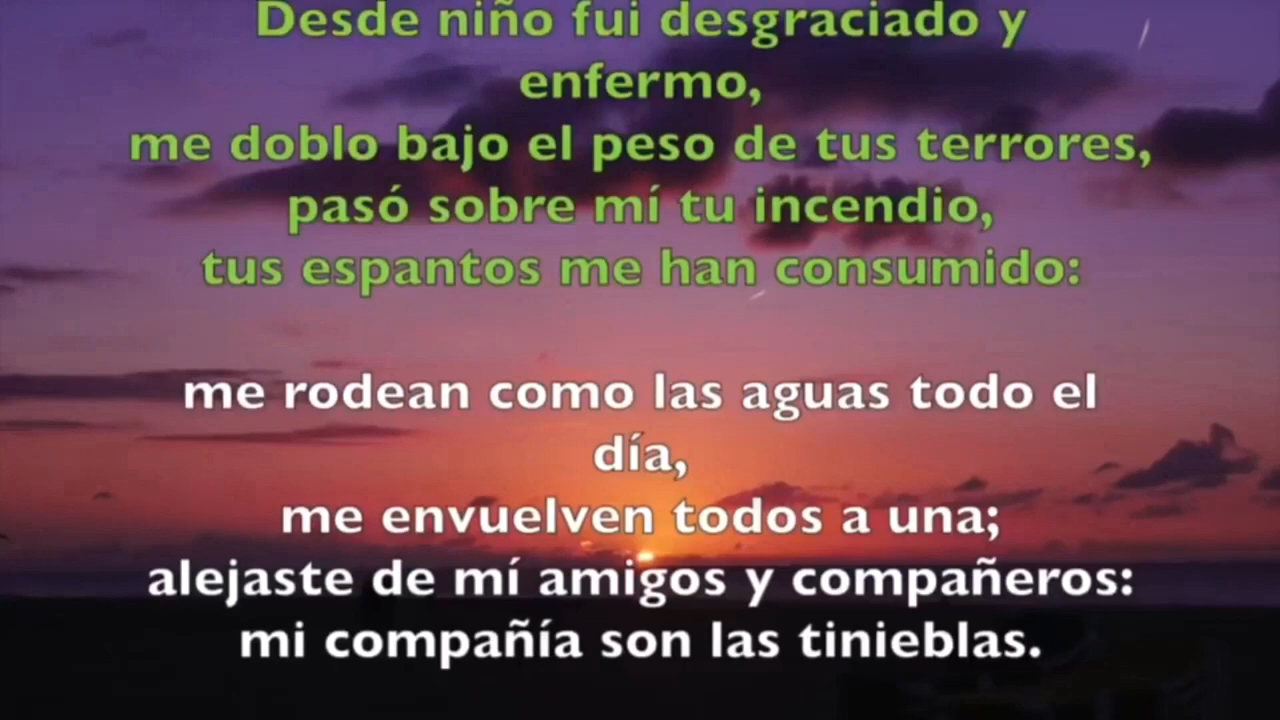 Desde niño fui desgraciado y
enfermo,
me doblo bajo el peso de tus terrores,
pasó sobre mí tu incendio,
tus espantos me han consumido:
me rodean como las aguas todo el
día,
me envuelven todos a una;
alejaste de mí amigos y compañeros:
mi compañía son las tinieblas.